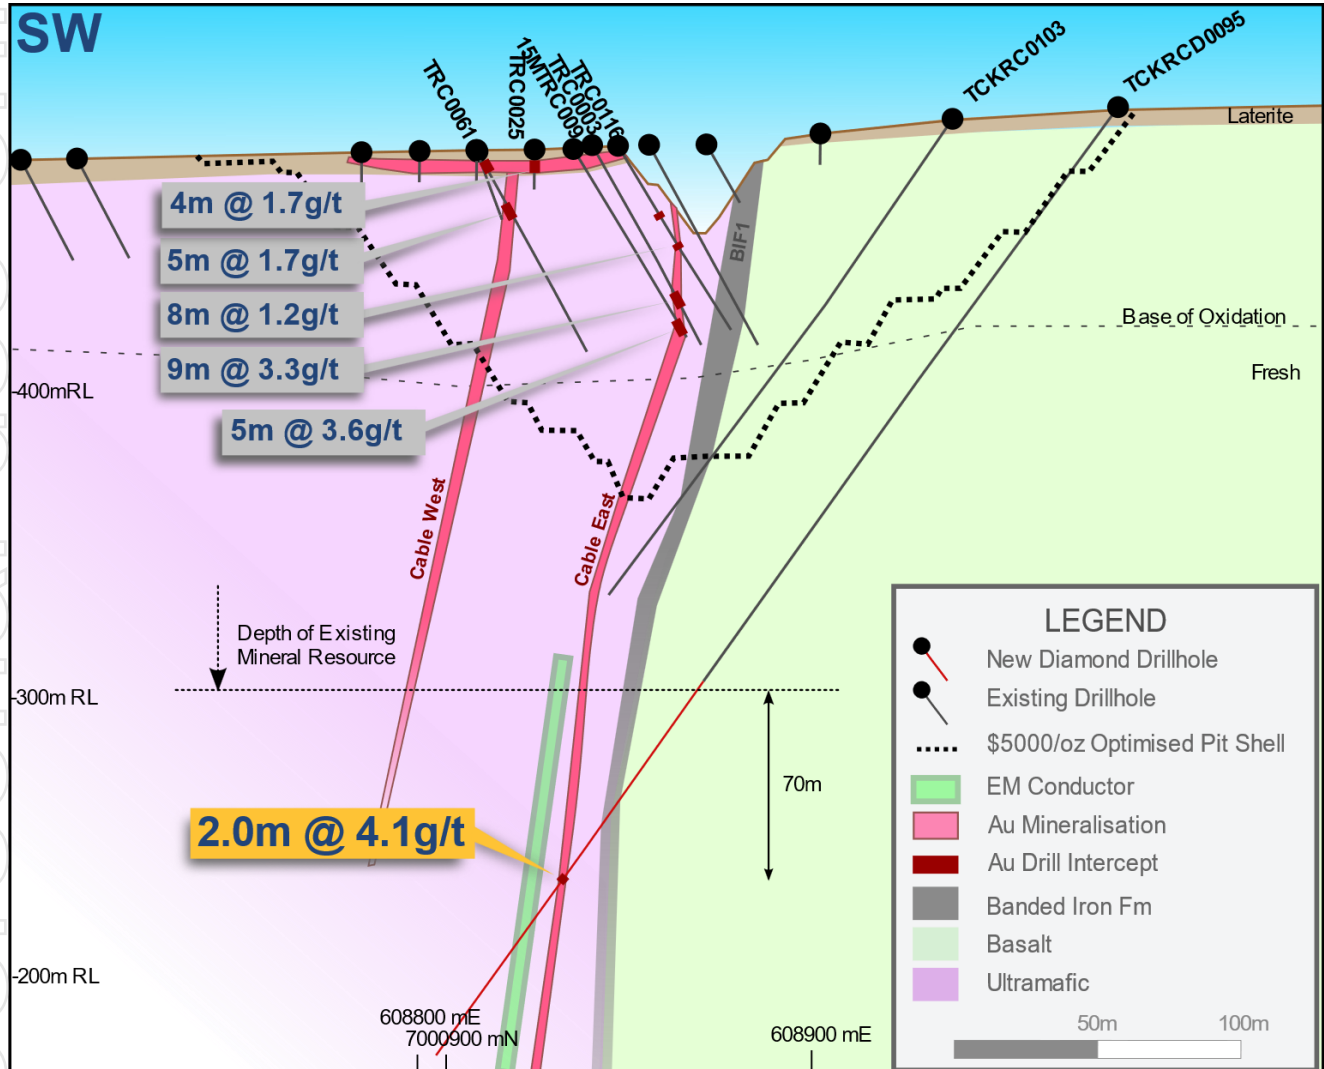 SW
TRC0061
TRC0025
15MTRC009
TRC0003
TRC0116
TCKRC0103
TCKRCD0095
Laterite
4m @ 1.7g/t
5m @ 1.7g/t
8m @ 1.2g/t
9m @ 3.3g/t
5m @ 3.6g/t
BIF1
Base of Oxidation
Fresh
400mRL
Cable West
Cable East
Depth of Existing
Mineral Resource
300m RL
70m
2.0m @ 4.1g/t
200m RL
608800 mE
7000900 mN
608900 mE
LEGEND
New Diamond Drillhole
Existing Drillhole
$5000/oz Optimised Pit Shell
EM Conductor
Au Mineralisation
Au Drill Intercept
Banded Iron Fm
Basalt
Ultramafic
50m
100m